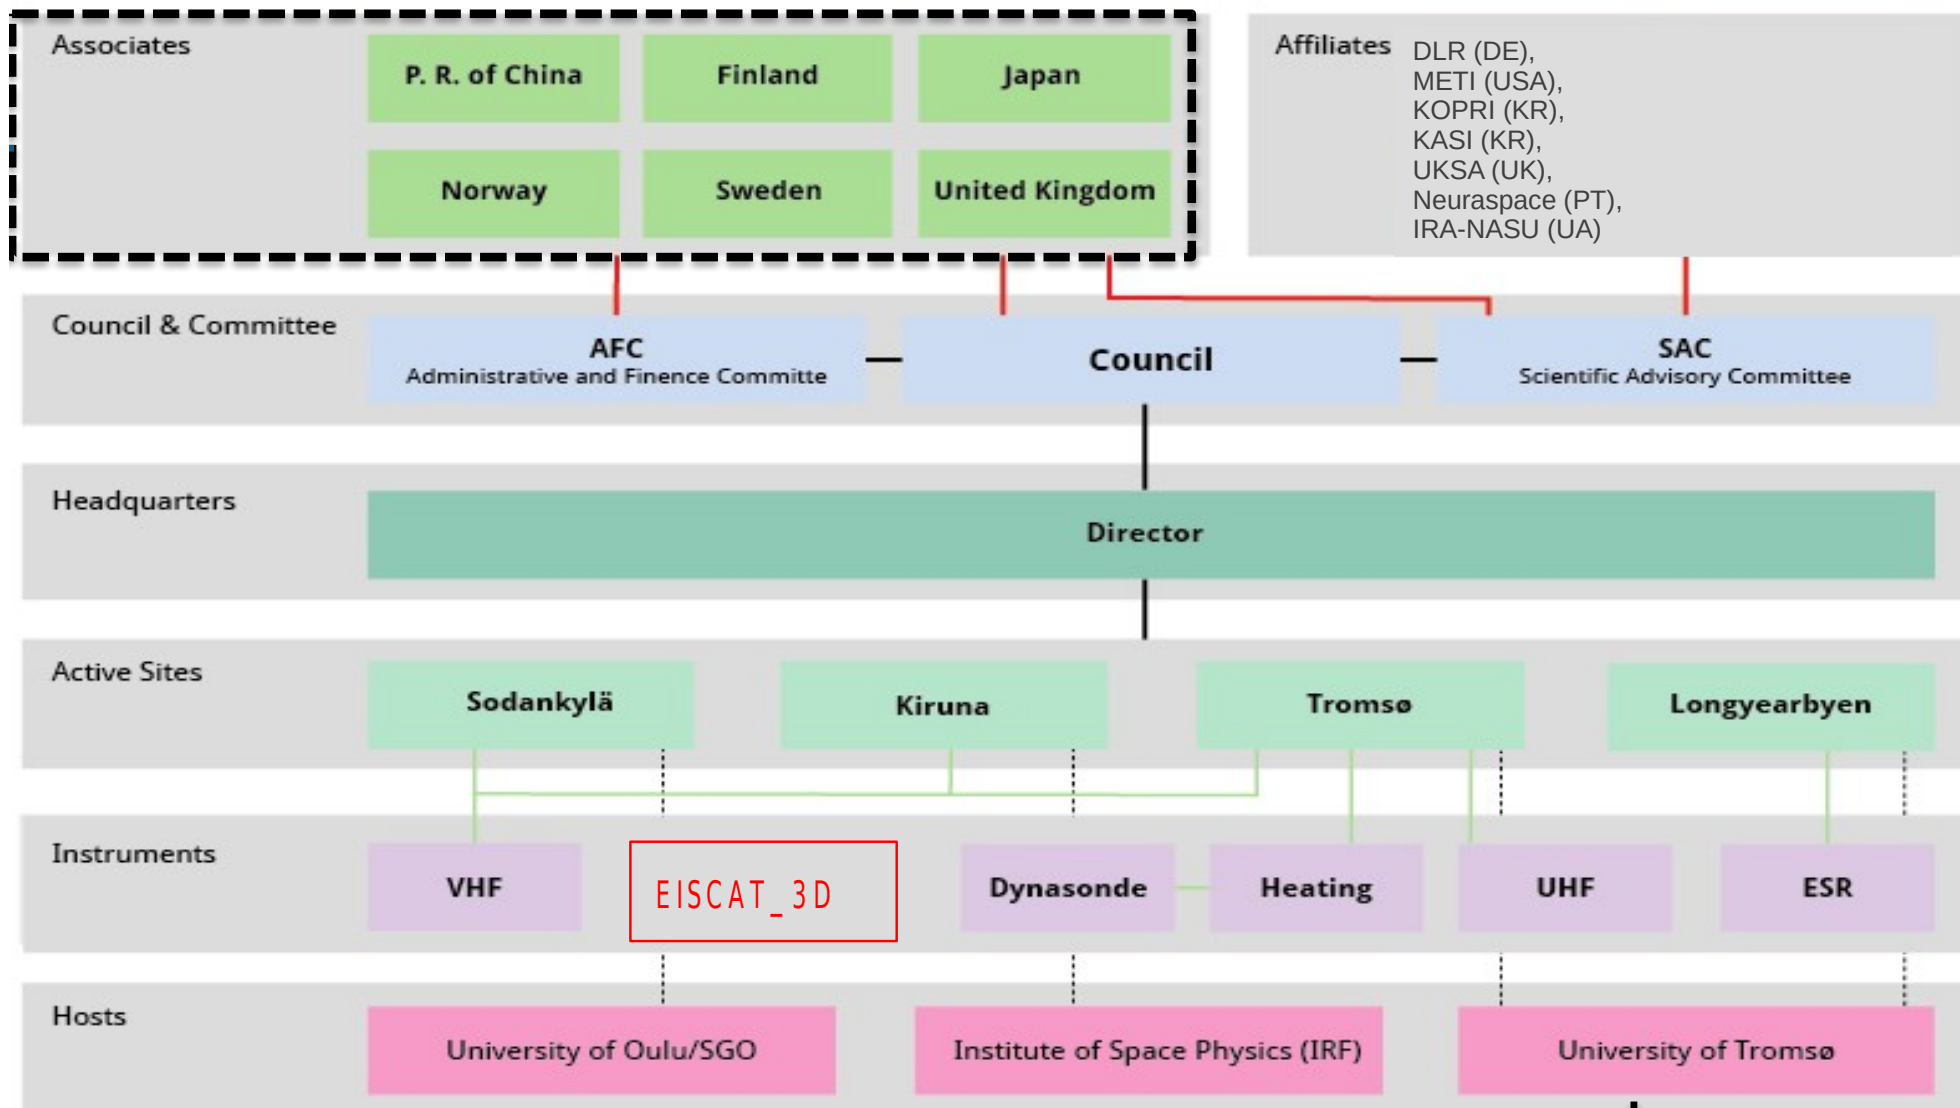 Associates
P. R. of China
Finland
Japan
Norway
Sweden
United Kingdom
Affiliates
DLR (DE),
METI (USA),
KOPRI (KR),
KASI (KR),
UKSA (UK),
Neuraspace (PT),
IRA-NASU (UA)
Council & Committee
AFC
Administrative and Finence Committe
Council
SAC
Scientific Advisory Committee
Headquarters
Director
Active Sites
Sodankylä
Kiruna
Tromsø
Longyearbyen
Instruments
VHF
EISCAT_3D
Dynasonde
Heating
UHF
ESR
Hosts
University of Oulu/SGO
Institute of Space Physics (IRF)
University of Tromsø